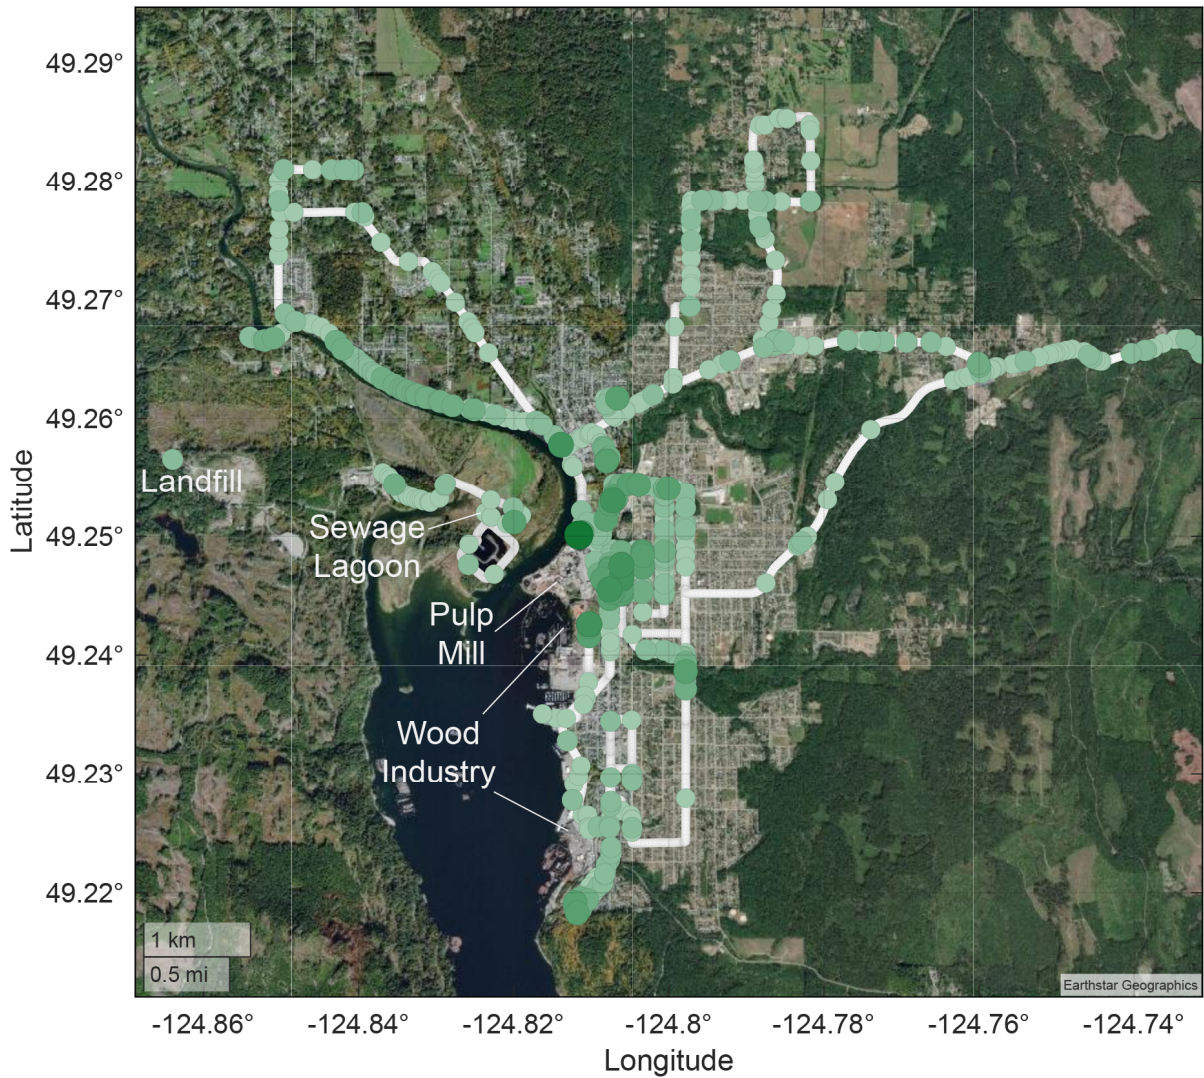 49.29°
49.28°
49.27°
49.26°
49.25°
49.24°
49.23°
49.22°
Latitude
Landfill
Sewage
Lagoon
Pulp
Mill
Wood
Industry
1 km
0.5 mi
Earthstar Geographics
-124.86°
-124.84°
-124.82°
-124.8°
-124.78°
-124.76°
-124.74°
Longitude